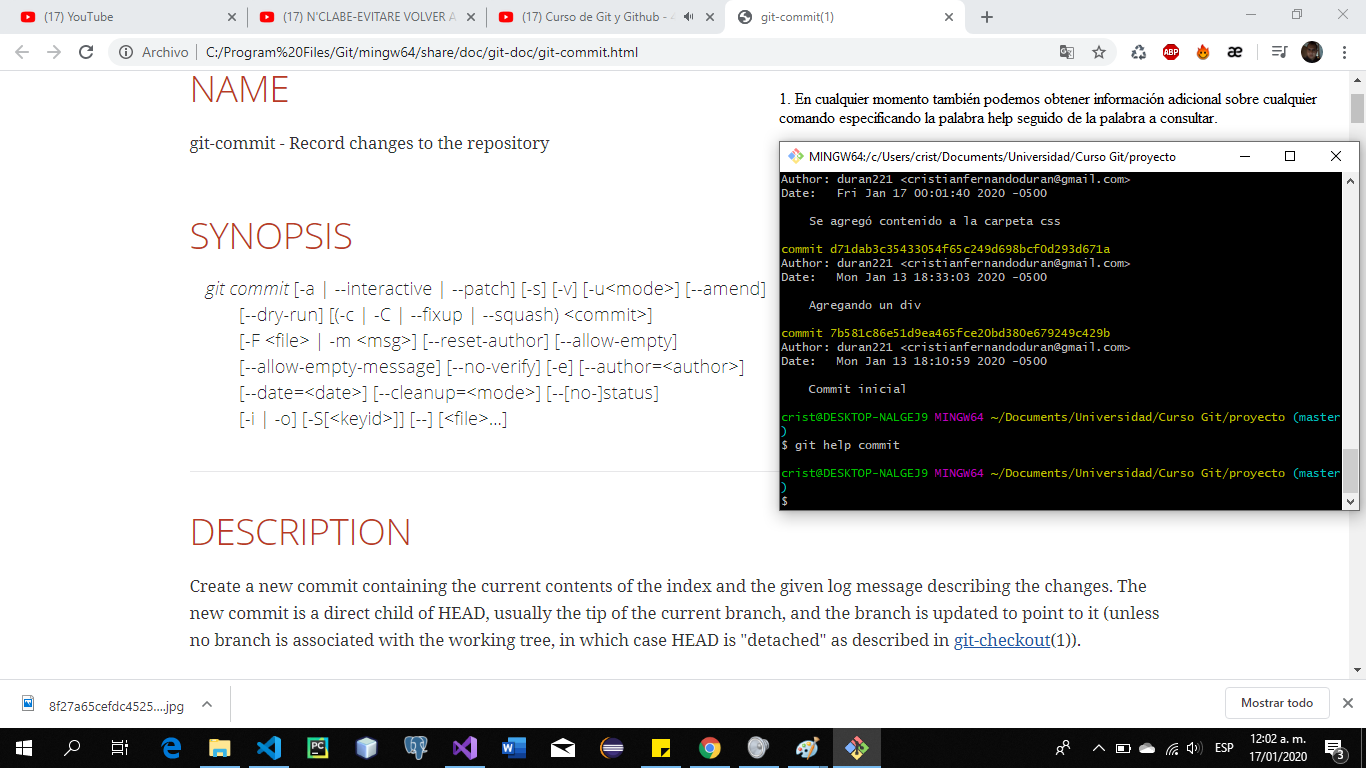 (17) YouTube
(17) N'CLABE-EVITARE VOLVER A
(17) Curso de Git y Github -
git-commit(1)
Archivo | C:/Program%20Files/Git/mingw64/share/doc/git-doc/git-commit.html
ABP
æ
NAME
git-commit - Record changes to the repository
SYNOPSIS
git commit [-a | --interactive | --patch] [-s] [-v] [-u<mode>] [--amend]
[--dry-run] [(-c | -C | --fixup | --squash) <commit>]
[-F <file> | -m <msg>] [--reset-author] [--allow-empty]
[--allow-empty-message] [--no-verify] [-e] [--author=<author>]
[--date=<date>] [--cleanup=<mode>] [--[no-]status]
[-i | -o] [-S[<keyid>]] [--] [<file>…]
1. En cualquier momento también podemos obtener información adicional sobre cualquier
comando especificando la palabra help seguido de la palabra a consultar.
MINGW64:/c/Users/crist/Documents/Universidad/Curso Git/proyecto
Author: duran221 <cristianfernandoduran@gmail.com>
Date:   Fri Jan 17 00:01:40 2020 -0500
Se agregó contenido a la carpeta css
commit d71dab3c35433054f65c249d698bcf0d293d671a
Author: duran221 <cristianfernandoduran@gmail.com>
Date:   Mon Jan 13 18:33:03 2020 -0500
Agregando un div
commit 7b581c86e51d9ea465fce20bd380e679249c429b
Author: duran221 <cristianfernandoduran@gmail.com>
Date:   Mon Jan 13 18:10:59 2020 -0500
Commit inicial
crist@DESKTOP-NALGEJ9 MINGW64 ~/Documents/Universidad/Curso Git/proyecto (master
)
$ git help commit
crist@DESKTOP-NALGEJ9 MINGW64 ~/Documents/Universidad/Curso Git/proyecto (master
)
$
DESCRIPTION
Create a new commit containing the current contents of the index and the given log message describing the changes. The
new commit is a direct child of HEAD, usually the tip of the current branch, and the branch is updated to point to it (unless
no branch is associated with the working tree, in which case HEAD is "detached" as described in git-checkout(1)).
8f27a65cefdc4525....jpg
Mostrar todo
PC
W
ESP
12:02 a. m.
17/01/2020
3